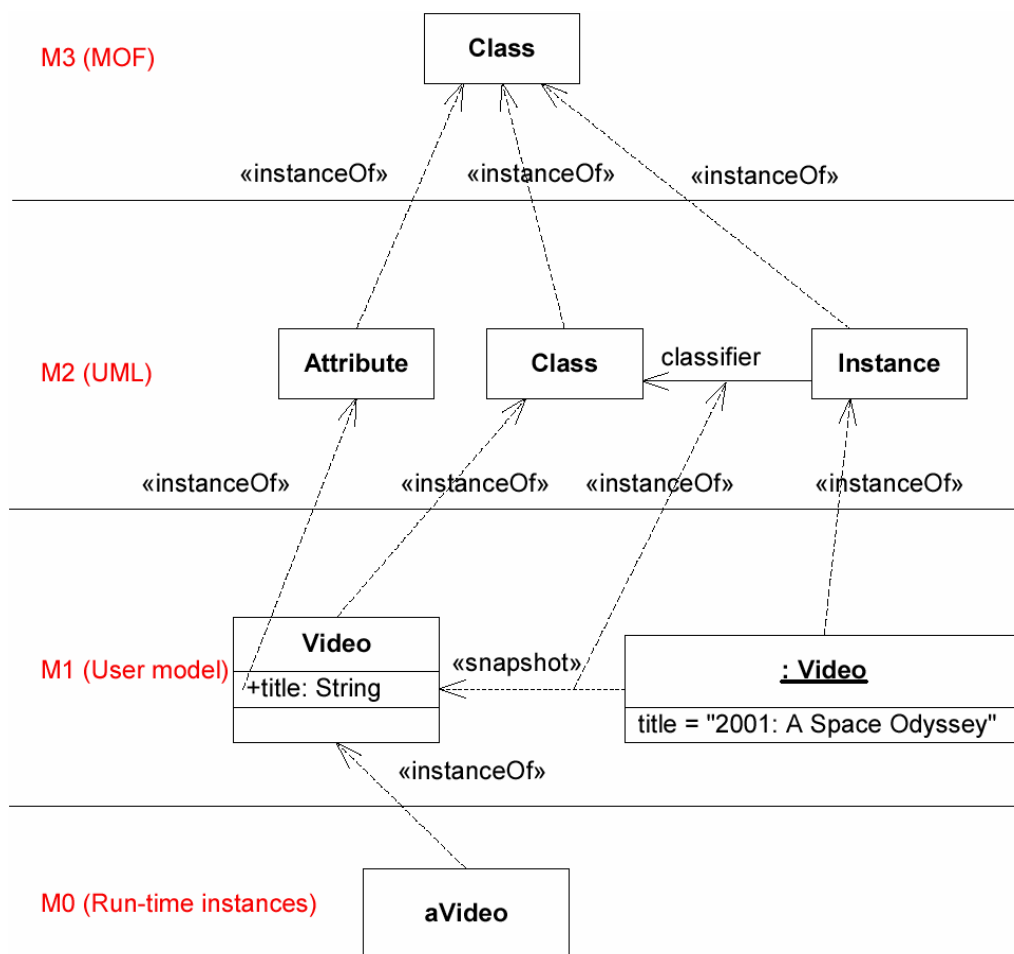 Class
M3 (MOF)
«instanceOf» «instanceOf» «instanceOf»
Attribute Class classifier Instance
M2 (UML)
«instanceOf» «instanceOf» «instanceOf» «instanceOf»
Video
M1 (User model) «snapshot» : Video
+title: String
title = "2001: A Space Odyssey"
«instanceOf»
M0 (Run-time instances) aVideo